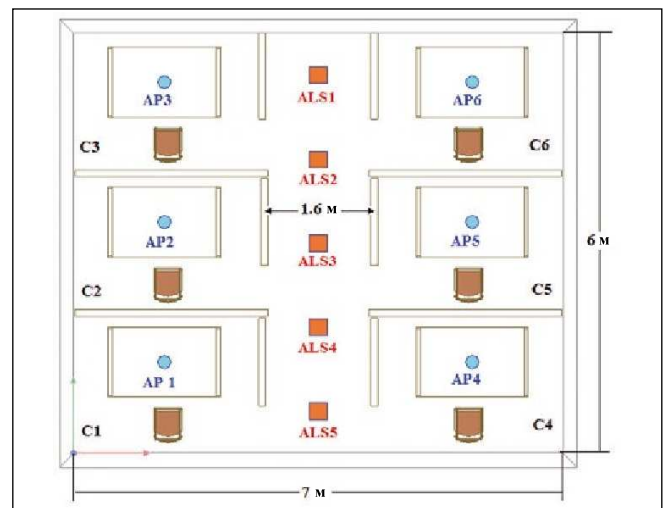 AP3
ALS1
AP6
C3
C6
ALS2
1.6 м
AP2
AP5
6 м
ALS3
C2
C5
ALS4
AP 1
AP4
C1
ALS5
C4
7 м